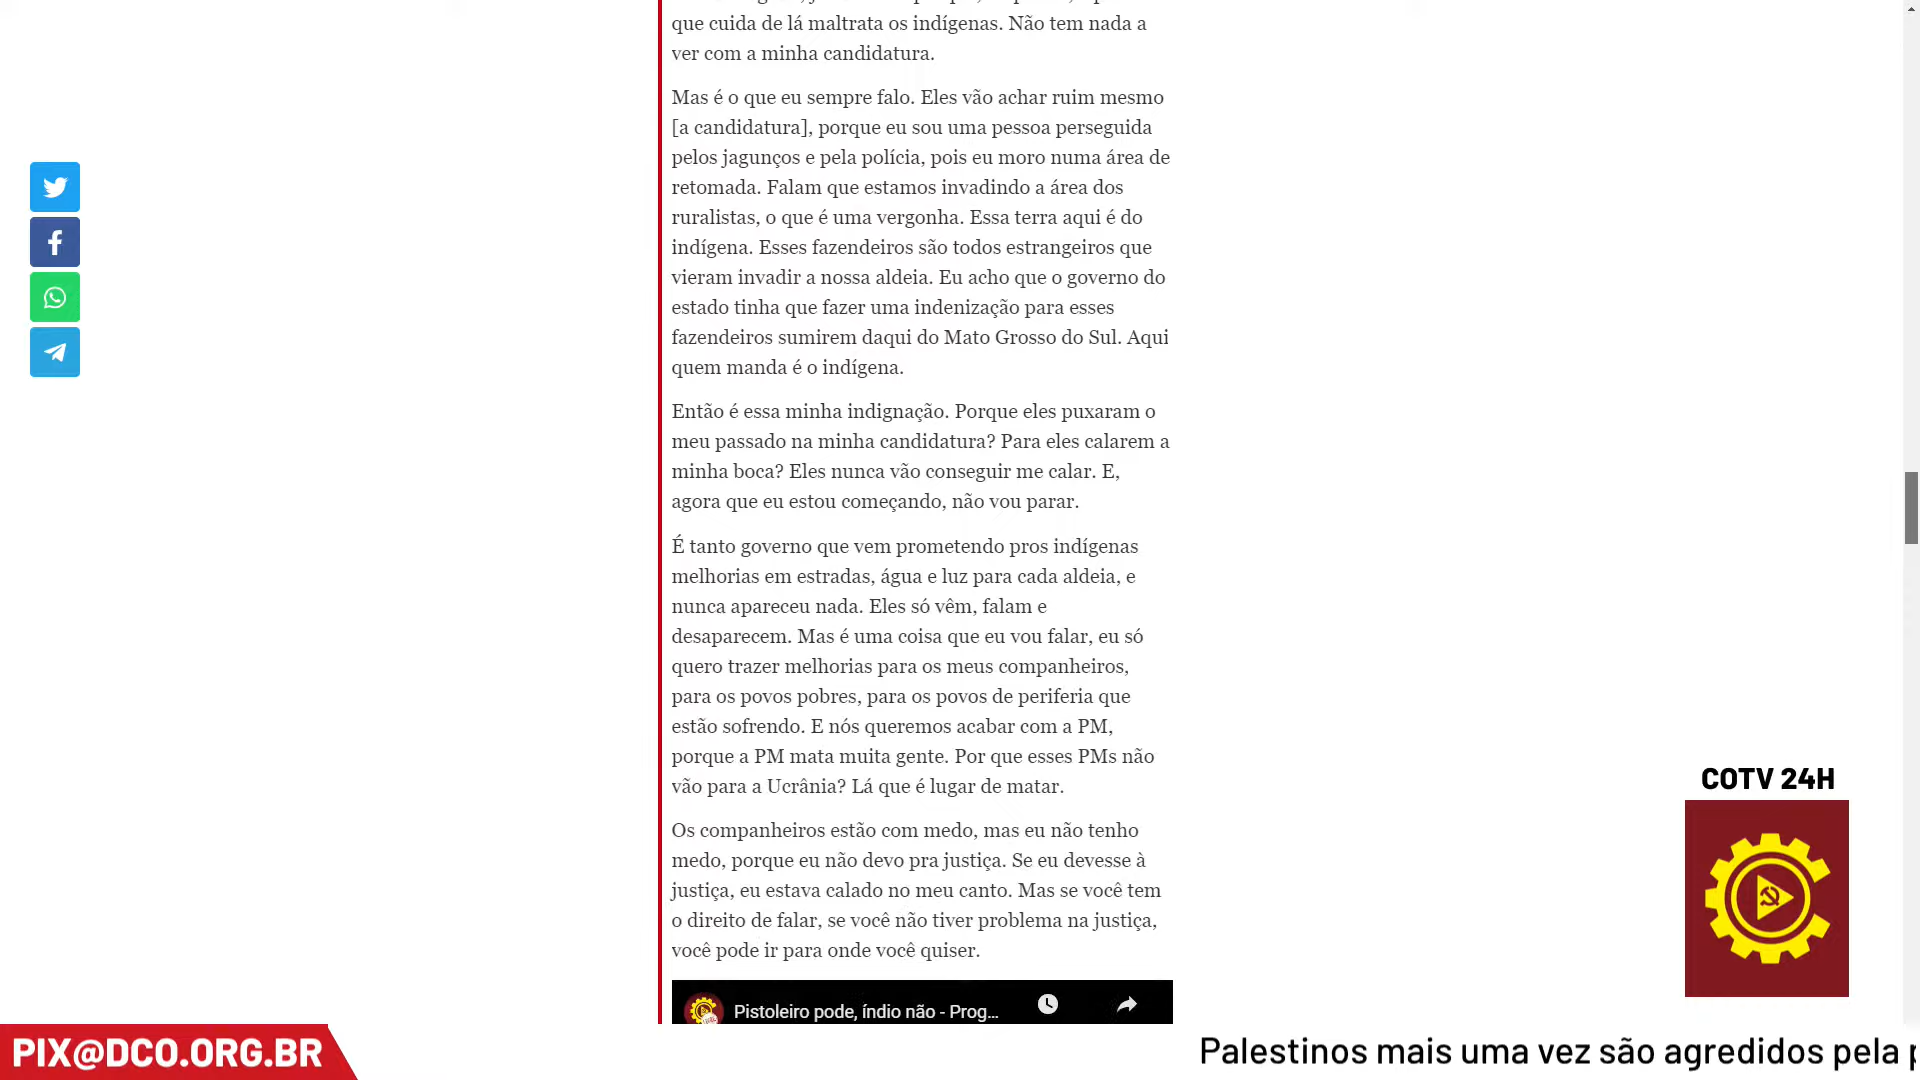 que cuida de lá maltrata os indígenas. Não tem nada a
ver com a minha candidatura.
Mas é o que eu sempre falo. Eles vão achar ruim mesmo
[a candidatura], porque eu sou uma pessoa perseguida
pelos jagunços e pela polícia, pois eu moro numa área de
retomada. Falam que estamos invadindo a área dos
ruralistas, o que é uma vergonha. Essa terra aqui é do
indígena. Esses fazendeiros são todos estrangeiros que
vieram invadir a nossa aldeia. Eu acho que o governo do
estado tinha que fazer uma indenização para esses
fazendeiros sumirem daqui do Mato Grosso do Sul. Aqui
quem manda é o indígena.
Então é essa minha indignação. Porque eles puxaram o
meu passado na minha candidatura? Para eles calarem a
minha boca? Eles nunca vão conseguir me calar. E,
agora que eu estou começando, não vou parar.
É tanto governo que vem prometendo pros indígenas
melhorias em estradas, água e luz para cada aldeia, e
nunca apareceu nada. Eles só vêm, falam e
desaparecem. Mas é uma coisa que eu vou falar, eu só
quero trazer melhorias para os meus companheiros,
para os povos pobres, para os povos de periferia que
estão sofrendo. E nós queremos acabar com a PM,
porque a PM mata muita gente. Por que esses PMs não
vão para a Ucrânia? Lá que é lugar de matar.
Os companheiros estão com medo, mas eu não tenho
medo, porque eu não devo pra justiça. Se eu devesse à
justiça, eu estava calado no meu canto. Mas se você tem
o direito de falar, se você não tiver problema na justiça,
você pode ir para onde você quiser.
Pistoleiro pode, índio não - Prog...
COTV 24H
PIX@DCO.ORG.BR
Palestinos mais uma vez são agredidos pela p